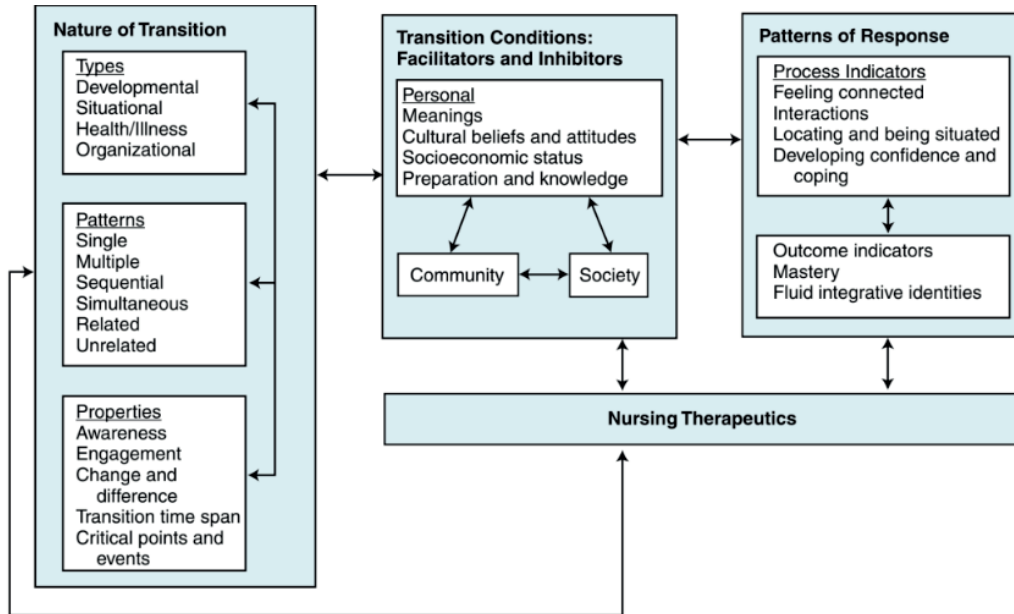 Nature of Transition
Types
Developmental
Situational
Health/Illness
Organizational
Patterns
Single
Multiple
Sequential
Simultaneous
Related
Unrelated
Properties
Awareness
Engagement
Change and
difference
Transition time span
Critical points and
events
Transition Conditions:
Facilitators and Inhibitors
Personal
Meanings
Cultural beliefs and attitudes
Socioeconomic status
Preparation and knowledge
Community
Society
Patterns of Response
Process Indicators
Feeling connected
Interactions
Locating and being situated
Developing confidence and
coping
Outcome indicators
Mastery
Fluid integrative identities
Nursing Therapeutics